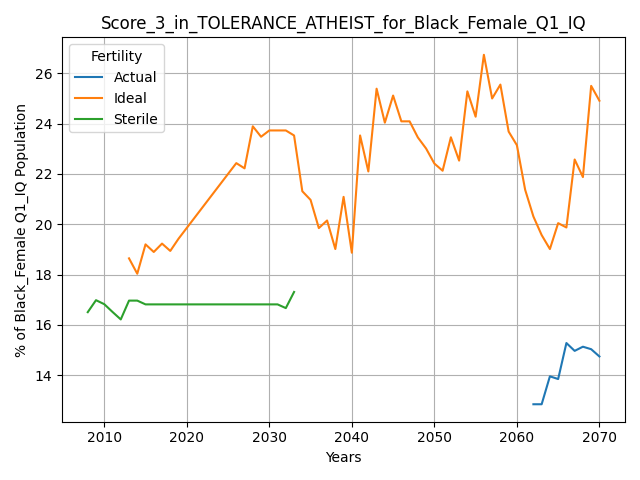 Score_3_in_TOLERANCE_ATHEIST_for_Black_Female_Q1_IQ
Fertility
Actual
Ideal
Sterile
% of Black_Female Q1_IQ Population
26
24
22
20
18
16
14
2010
2020
2030
2040
2050
2060
2070
Years